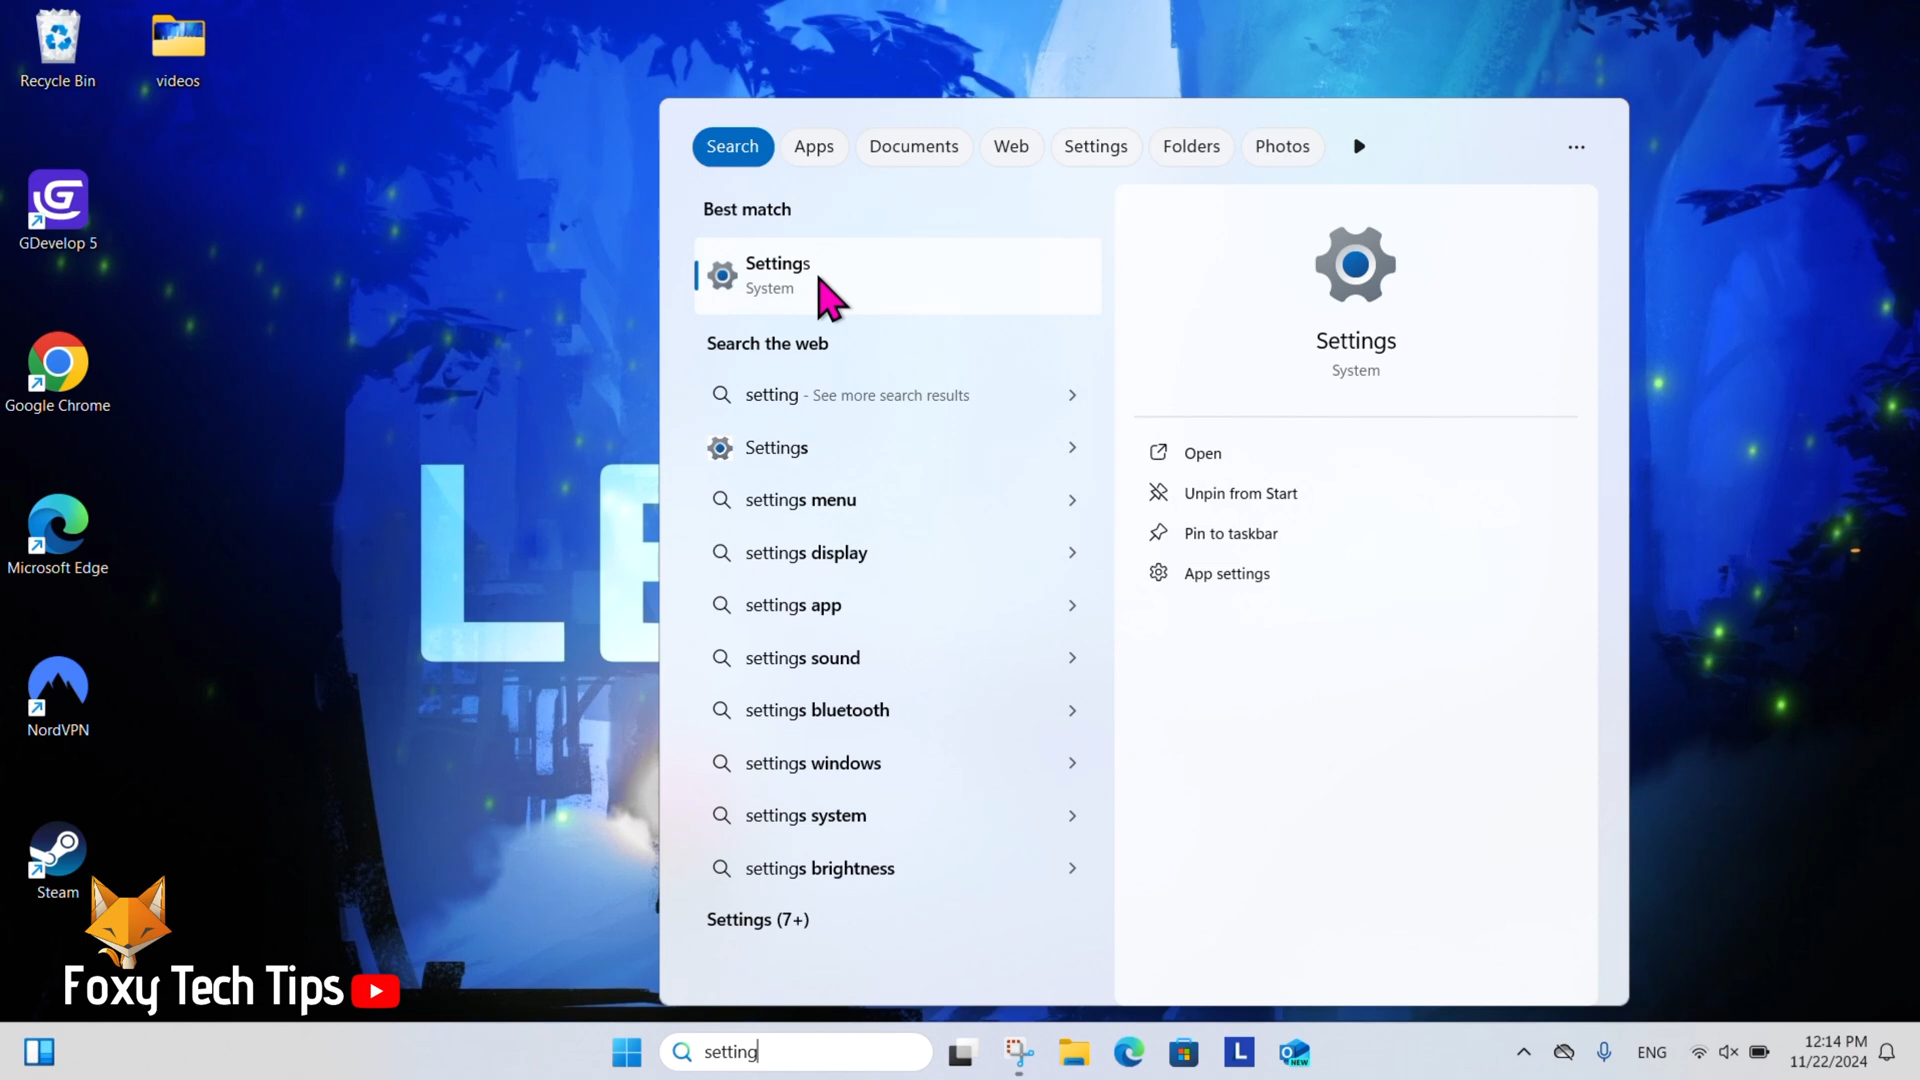 Recycle Bin
videos
GDevelop 5
Google Chrome
Microsoft Edge
NordVPN
Steam
LE
Foxy Tech Tips
Search
Apps
Documents
Web
Settings
Folders
Photos
Best match
Settings
System
Search the web
setting - See more search results
Settings
settings menu
settings display
settings app
settings sound
settings bluetooth
settings windows
settings system
settings brightness
Settings (7+)
Settings
System
Open
Unpin from Start
Pin to taskbar
App settings
setting
L
NEW
ENG
12:14 PM
11/22/2024